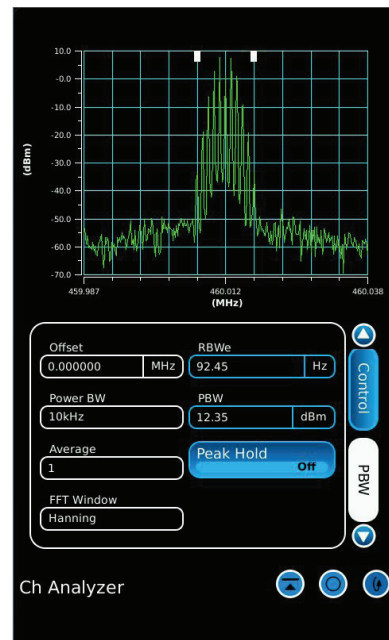 10.0
-0.0
-10.0
-20.0
-30.0
-40.0
-50.0
-60.0
-70.0
(dBm)
459.987 460.012 460.038
(MHz)
Offset RBWe
0.000000 MHz 92.45 Hz
Power BW PBW
10kHz 12.35 dBm
Average
1
Peak Hold
Off
FFT Window
Hanning
Control
PBW
Ch Analyzer